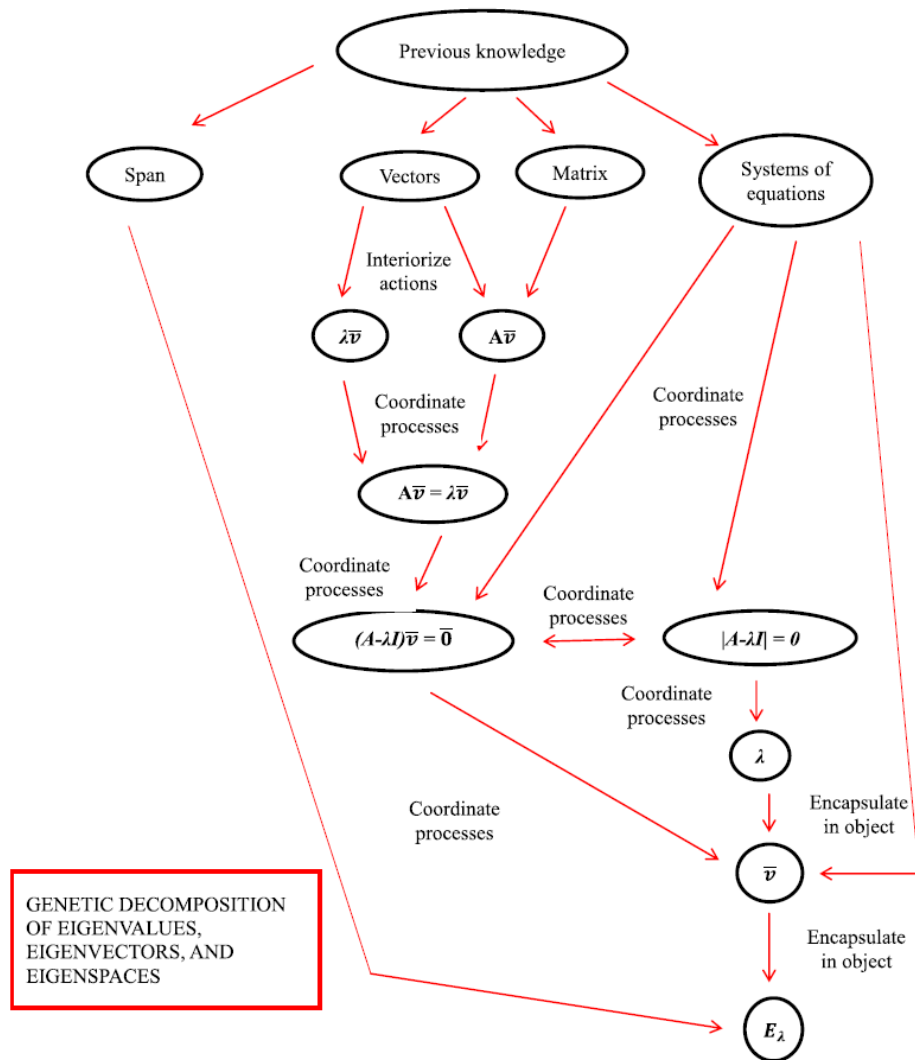 Previous knowledge
Span
Vectors
Matrix
Systems of
equations
Interiorize
actions
λv̅
Av̅
Coordinate
processes
Coordinate
processes
Av̅ = λv̅
Coordinate
processes
Coordinate
processes
(A-λI)v̅ = 0̅
|A-λI| = 0
Coordinate
processes
λ
Coordinate
processes
Encapsulate
in object
v̅
GENETIC DECOMPOSITION
OF EIGENVALUES,
EIGENVECTORS, AND
EIGENSPACES
Encapsulate
in object
E_λ